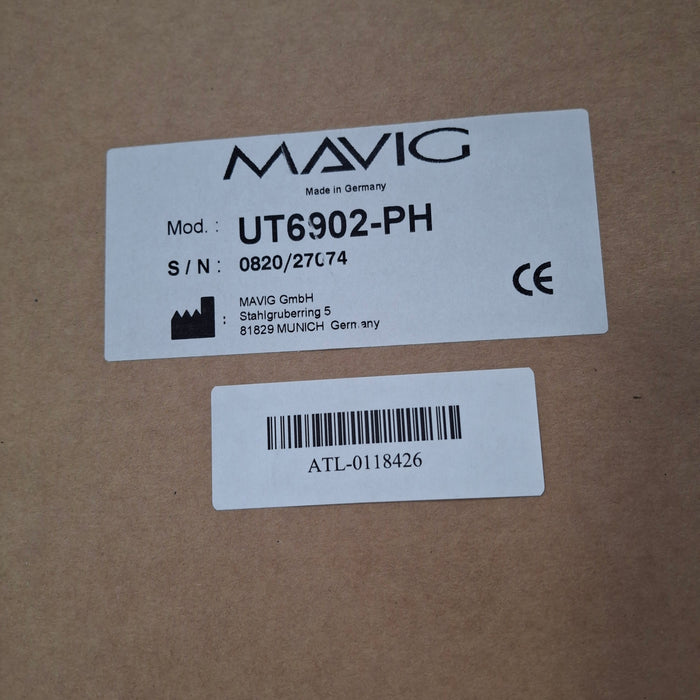 MAVIG
Made in Germany
Mod. : UT6902-PH
S / N : 0820/27074
: MAVIG GmbH
Stahlgruberring 5
81829 MUNICH Germany
CE
ATL-0118426